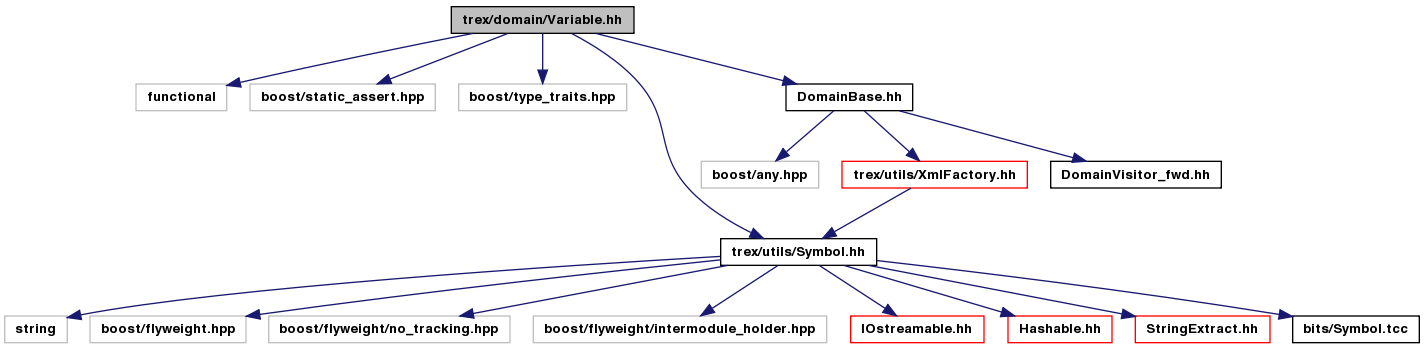 trex/domain/Variable.hh
functional
boost/static_assert.hpp
boost/type_traits.hpp
DomainBase.hh
boost/any.hpp
trex/utils/XmlFactory.hh
DomainVisitor_fwd.hh
trex/utils/Symbol.hh
string
boost/flyweight.hpp
boost/flyweight/no_tracking.hpp
boost/flyweight/intermodule_holder.hpp
IOstreamable.hh
Hashable.hh
StringExtract.hh
bits/Symbol.tcc